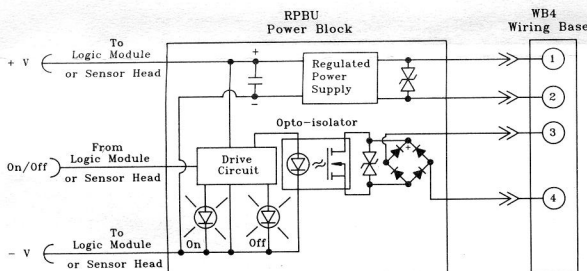 RPBU
Power Block
WB4
Wiring Base
To
+ V
Logic Module
or Sensor Head
+
-
Regulated
Power
Supply
1
2
Opto-isolator
3
From
On/Off
Logic Module
or Sensor Head
Drive
Circuit
+
4
On
Off
To
- V
Logic Module
or Sensor Head